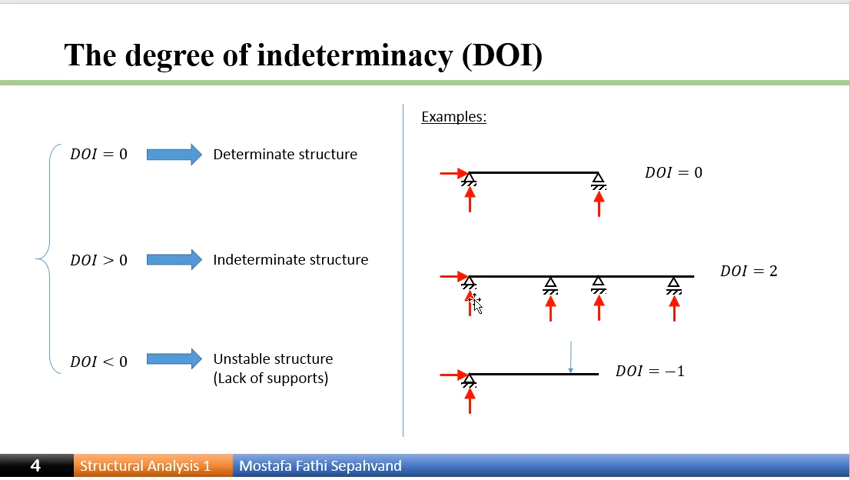 The degree of indeterminacy (DOI)
𝐷𝑂𝐼 = 0
Determinate structure
𝐷𝑂𝐼 > 0
Indeterminate structure
𝐷𝑂𝐼 < 0
Unstable structure
(Lack of supports)
Examples:
𝐷𝑂𝐼 = 0
𝐷𝑂𝐼 = 2
𝐷𝑂𝐼 = −1
4
Structural Analysis 1
Mostafa Fathi Sepahvand